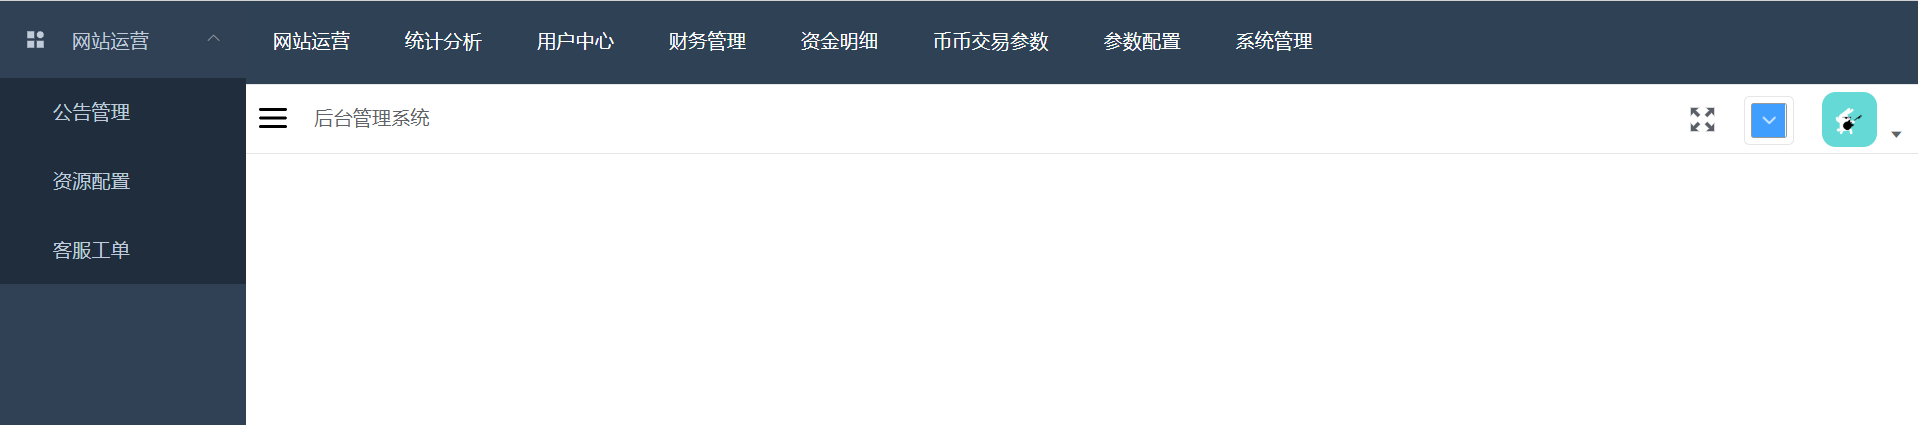 网站运营 网站运营 统计分析 用户中心 财务管理 资金明细 币币交易参数 参数配置 系统管理
公告管理
后台管理系统
资源配置
客服工单